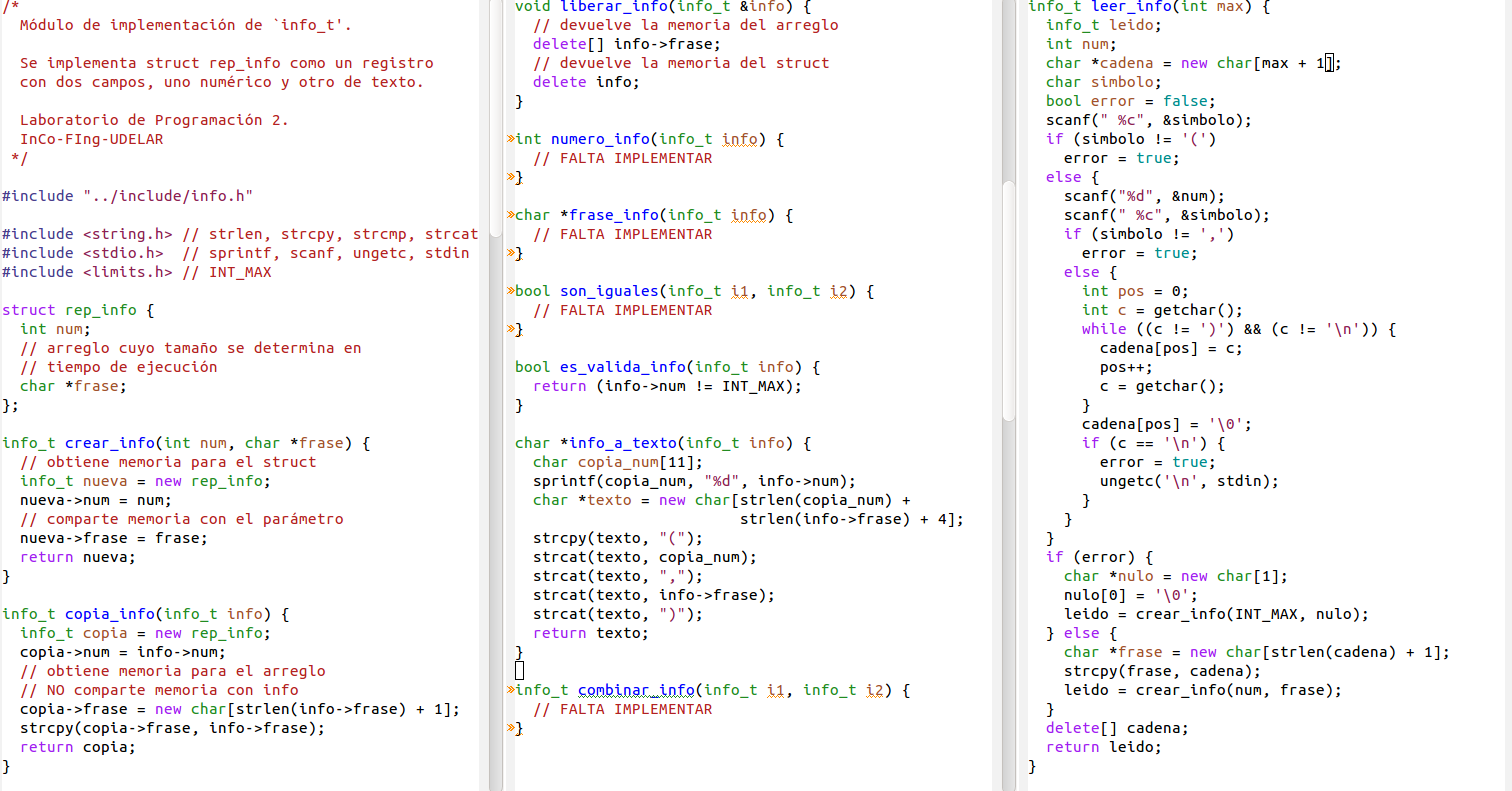 /*
  Módulo de implementación de `info_t'.

  Se implementa struct rep_info como un registro
  con dos campos, uno numérico y otro de texto.

  Laboratorio de Programación 2.
  InCo-FIng-UDELAR
 */

#include "../include/info.h"

#include <string.h> // strlen, strcpy, strcmp, strcat
#include <stdio.h>  // sprintf, scanf, ungetc, stdin
#include <limits.h> // INT_MAX

struct rep_info {
  int num;
  // arreglo cuyo tamaño se determina en
  // tiempo de ejecución
  char *frase;
};

info_t crear_info(int num, char *frase) {
  // obtiene memoria para el struct
  info_t nueva = new rep_info;
  nueva->num = num;
  // comparte memoria con el parámetro
  nueva->frase = frase;
  return nueva;
}

info_t copia_info(info_t info) {
  info_t copia = new rep_info;
  copia->num = info->num;
  // obtiene memoria para el arreglo
  // NO comparte memoria con info
  copia->frase = new char[strlen(info->frase) + 1];
  strcpy(copia->frase, info->frase);
  return copia;
}

void liberar_info(info_t &info) {
  // devuelve la memoria del arreglo
  delete[] info->frase;
  // devuelve la memoria del struct
  delete info;
}

int numero_info(info_t info) {
  // FALTA IMPLEMENTAR
}

char *frase_info(info_t info) {
  // FALTA IMPLEMENTAR
}

bool son_iguales(info_t i1, info_t i2) {
  // FALTA IMPLEMENTAR
}

bool es_valida_info(info_t info) {
  return (info->num != INT_MAX);
}

char *info_a_texto(info_t info) {
  char copia_num[11];
  sprintf(copia_num, "%d", info->num);
  char *texto = new char[strlen(copia_num) +
                         strlen(info->frase) + 4];
  strcpy(texto, "(");
  strcat(texto, copia_num);
  strcat(texto, ",");
  strcat(texto, info->frase);
  strcat(texto, ")");
  return texto;
}

info_t combinar_info(info_t i1, info_t i2) {
  // FALTA IMPLEMENTAR
}

info_t leer_info(int max) {
  info_t leido;
  int num;
  char *cadena = new char[max + 1];
  char simbolo;
  bool error = false;
  scanf(" %c", &simbolo);
  if (simbolo != '(')
    error = true;
  else {
    scanf("%d", &num);
    scanf(" %c", &simbolo);
    if (simbolo != ',')
      error = true;
    else {
      int pos = 0;
      int c = getchar();
      while ((c != ')') && (c != '\n')) {
        cadena[pos] = c;
        pos++;
        c = getchar();
      }
      cadena[pos] = '\0';
      if (c == '\n') {
        error = true;
        ungetc('\n', stdin);
      }
    }
  }
  if (error) {
    char *nulo = new char[1];
    nulo[0] = '\0';
    leido = crear_info(INT_MAX, nulo);
  } else {
    char *frase = new char[strlen(cadena) + 1];
    strcpy(frase, cadena);
    leido = crear_info(num, frase);
  }
  delete[] cadena;
  return leido;
}